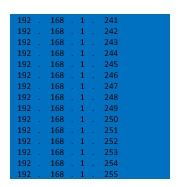 192 . 168 . 1 . 241
192 . 168 . 1 . 242
192 . 168 . 1 . 243
192 . 168 . 1 . 244
192 . 168 . 1 . 245
192 . 168 . 1 . 246
192 . 168 . 1 . 247
192 . 168 . 1 . 248
192 . 168 . 1 . 249
192 . 168 . 1 . 250
192 . 168 . 1 . 251
192 . 168 . 1 . 252
192 . 168 . 1 . 253
192 . 168 . 1 . 254
192 . 168 . 1 . 255